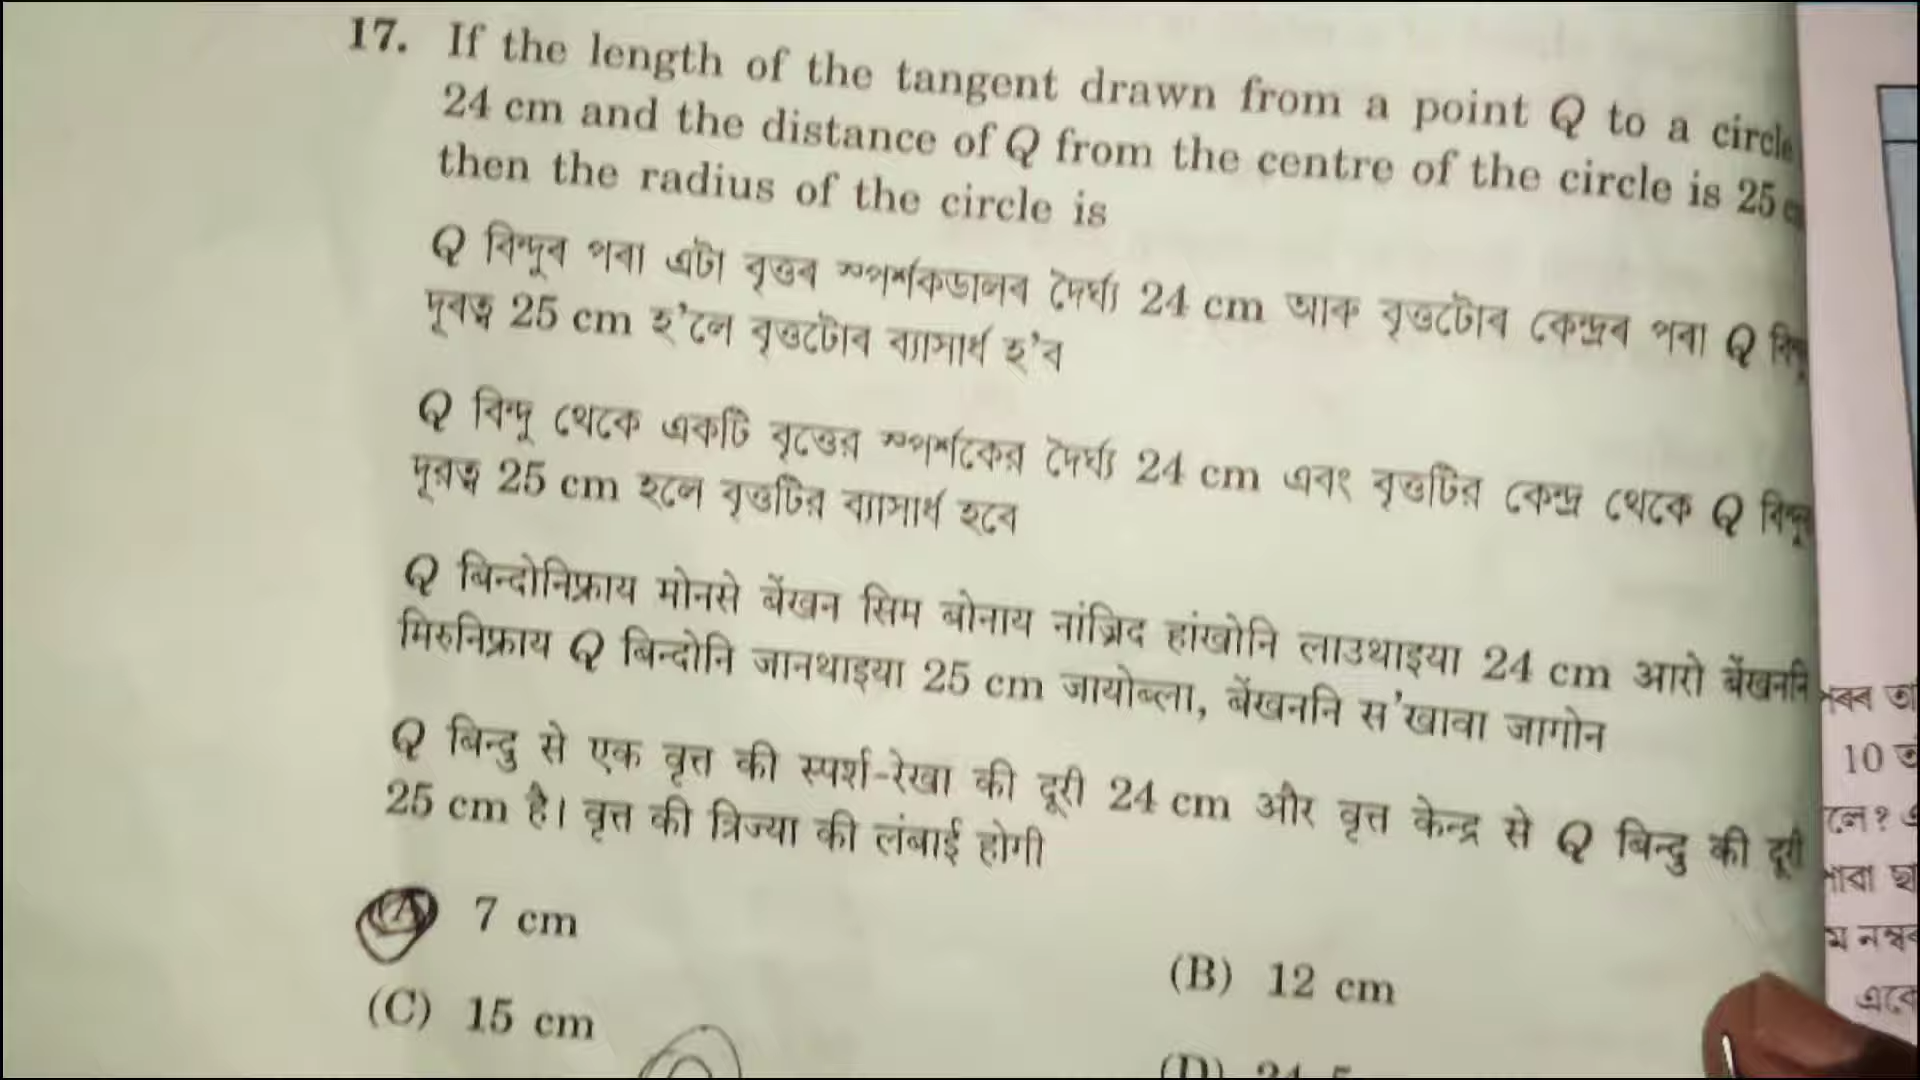 17. If the length of the tangent drawn from a point Q to a circle
24 cm and the distance of Q from the centre of the circle is 25
then the radius of the circle is
Q বিন্দুৰ পৰা এটা বৃত্তৰ স্পৰ্শকডালৰ দৈৰ্ঘ্য 24 cm আৰু বৃত্তটোৰ কেন্দ্ৰৰ পৰা Q
দূৰত্ব 25 cm হ'লে বৃত্তটোৰ ব্যাসাৰ্ধ হ'ব
Q বিন্দু থেকে একটি বৃত্তের স্পর্শকের দৈর্ঘ্য 24 cm এবং বৃত্তটির কেন্দ্র থেকে Q বিন্দুর
দূরত্ব 25 cm হলে বৃত্তটির ব্যাসার্ধ হবে
Q बिन्दोनिफ्राय मोनसे बेंखन सिम बोनाय नांज्रिद हांखोनि लाउथाइया 24 cm आरो बेंखननि
मिरुनिफ्राय Q बिन्दोनि जानथाइया 25 cm जायोब्ला, बेंखननि स'खावा जागोन
Q बिन्दु से एक वृत्त की स्पर्श-रेखा की दूरी 24 cm और वृत्त केन्द्र से Q बिन्दु की दूरी
25 cm है। वृत्त की त्रिज्या की लंबाई होगी
(A) 7 cm
(B) 12 cm
(C) 15 cm
(D)
10